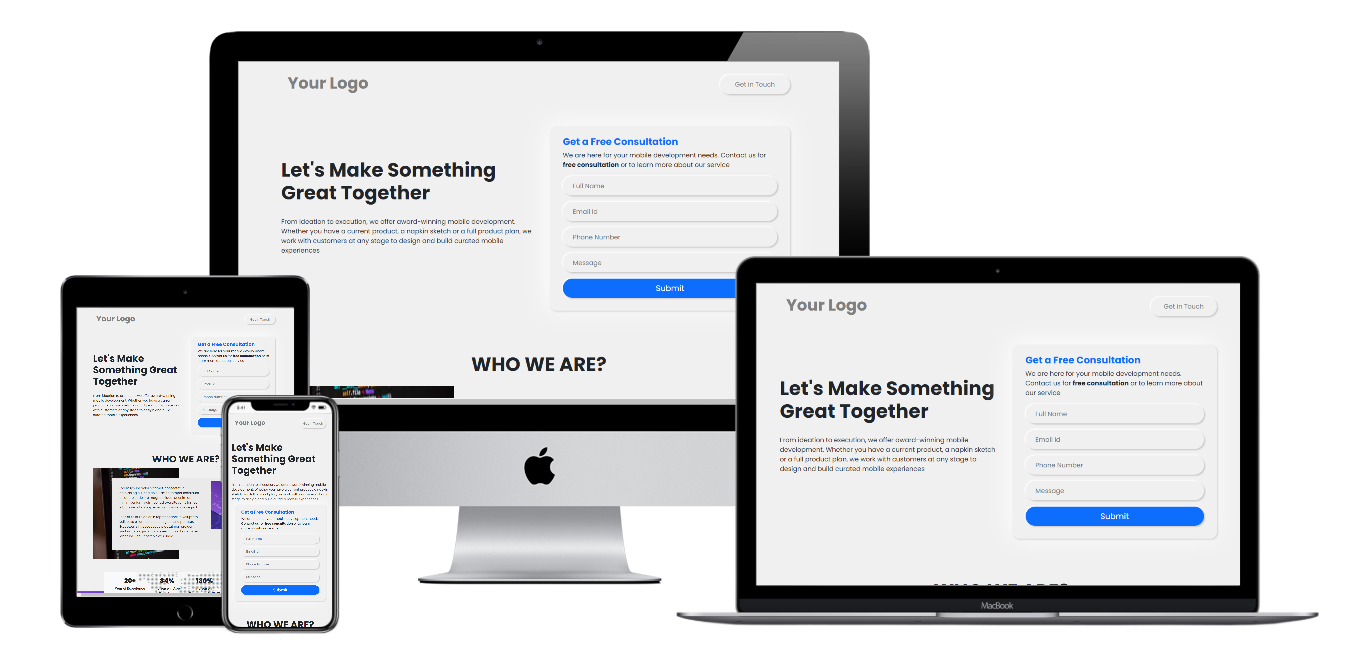 Your Logo
Get in Touch
Let's Make Something
Great Together
From ideation to execution, we offer award-winning mobile development.
Whether you have a current product, a napkin sketch or a full product plan, we
work with customers at any stage to design and build curated mobile
experiences
Get a Free Consultation
We are here for your mobile development needs. Contact us for
free consultation or to learn more about our service
Full Name
Email Id
Phone Number
Message
Submit
WHO WE ARE?
Your Logo
Get in Touch
Let's Make Something
Great Together
From ideation to execution, we offer award-winning mobile
development. Whether you have a current product, a napkin sketch
or a full product plan, we work with customers at any stage to
design and build curated mobile experiences
Get a Free Consultation
We are here for your mobile development needs.
Contact us for free consultation or to learn more about
our service
Full Name
Email Id
Phone Number
Message
Submit
WHO WE ARE?
MacBook
Your Logo
Let's Make
Something Great
Together
Get a Free Consultation
WHO WE ARE?
20+
Your Logo
Let's Make
Something Great
Together
Get a Free Consultation
Submit
WHO WE ARE?